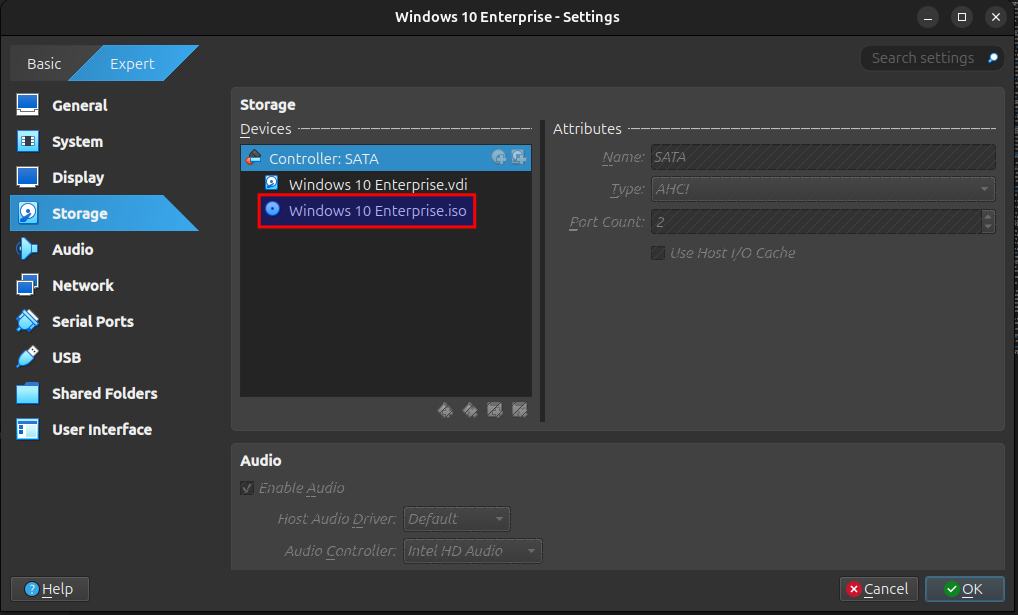 Windows 10 Enterprise - Settings
Basic
Expert
Search settings
General
System
Display
Storage
Audio
Network
Serial Ports
USB
Shared Folders
User Interface
Storage
Devices
Controller: SATA
Windows 10 Enterprise.vdi
Windows 10 Enterprise.iso
Attributes
Name: SATA
Type: AHCI
Port Count: 2
Use Host I/O Cache
Audio
Enable Audio
Host Audio Driver: Default
Audio Controller: Intel HD Audio
Help
Cancel
OK